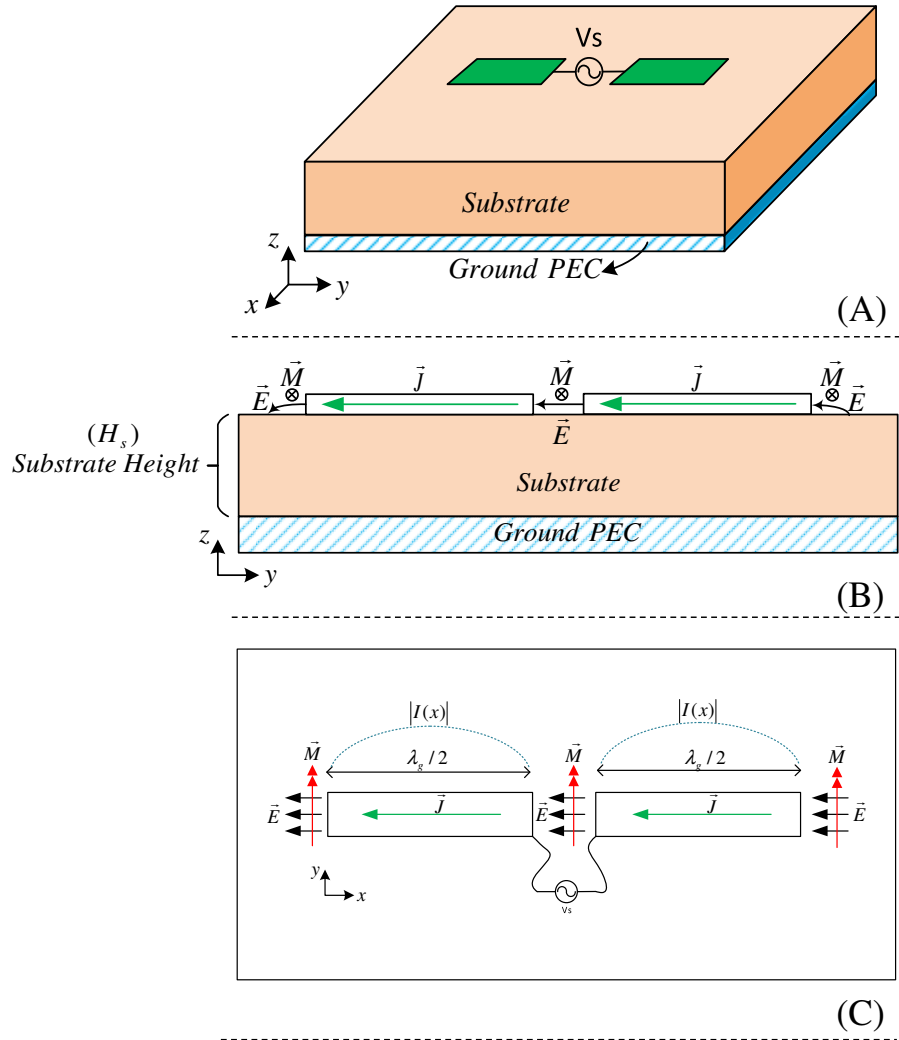 Vs
Substrate
Ground PEC
z
y
x
(A)
M⃗ J⃗ M⃗ J⃗ M⃗
E⃗ E⃗ E⃗
(H_s)
Substrate Height
Substrate
Ground PEC
z
y
(B)
|I(x)| |I(x)|
M⃗ λ_g/2 M⃗ λ_g/2 M⃗
E⃗ J⃗ E⃗ J⃗ E⃗
y
x
Vs
(C)